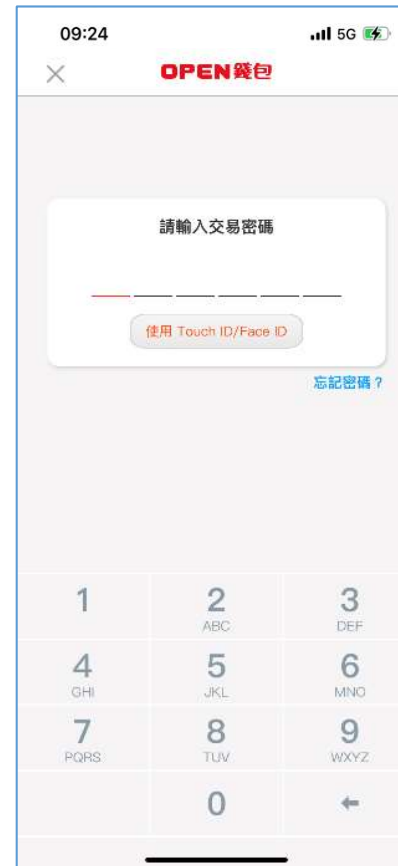 09:24 5G
OPEN錢包
請輸入交易密碼
使用 Touch ID/Face ID
忘記密碼？
1 2 3
ABC DEF
4 5 6
GHI JKL MNO
7 8 9
PQRS TUV WXYZ
0